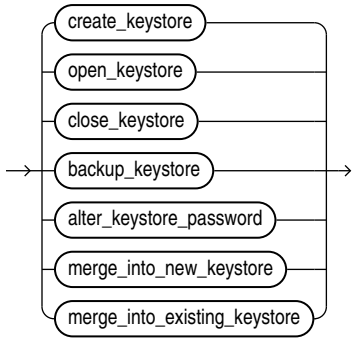 create_keystore
open_keystore
close_keystore
backup_keystore
alter_keystore_password
merge_into_new_keystore
merge_into_existing_keystore